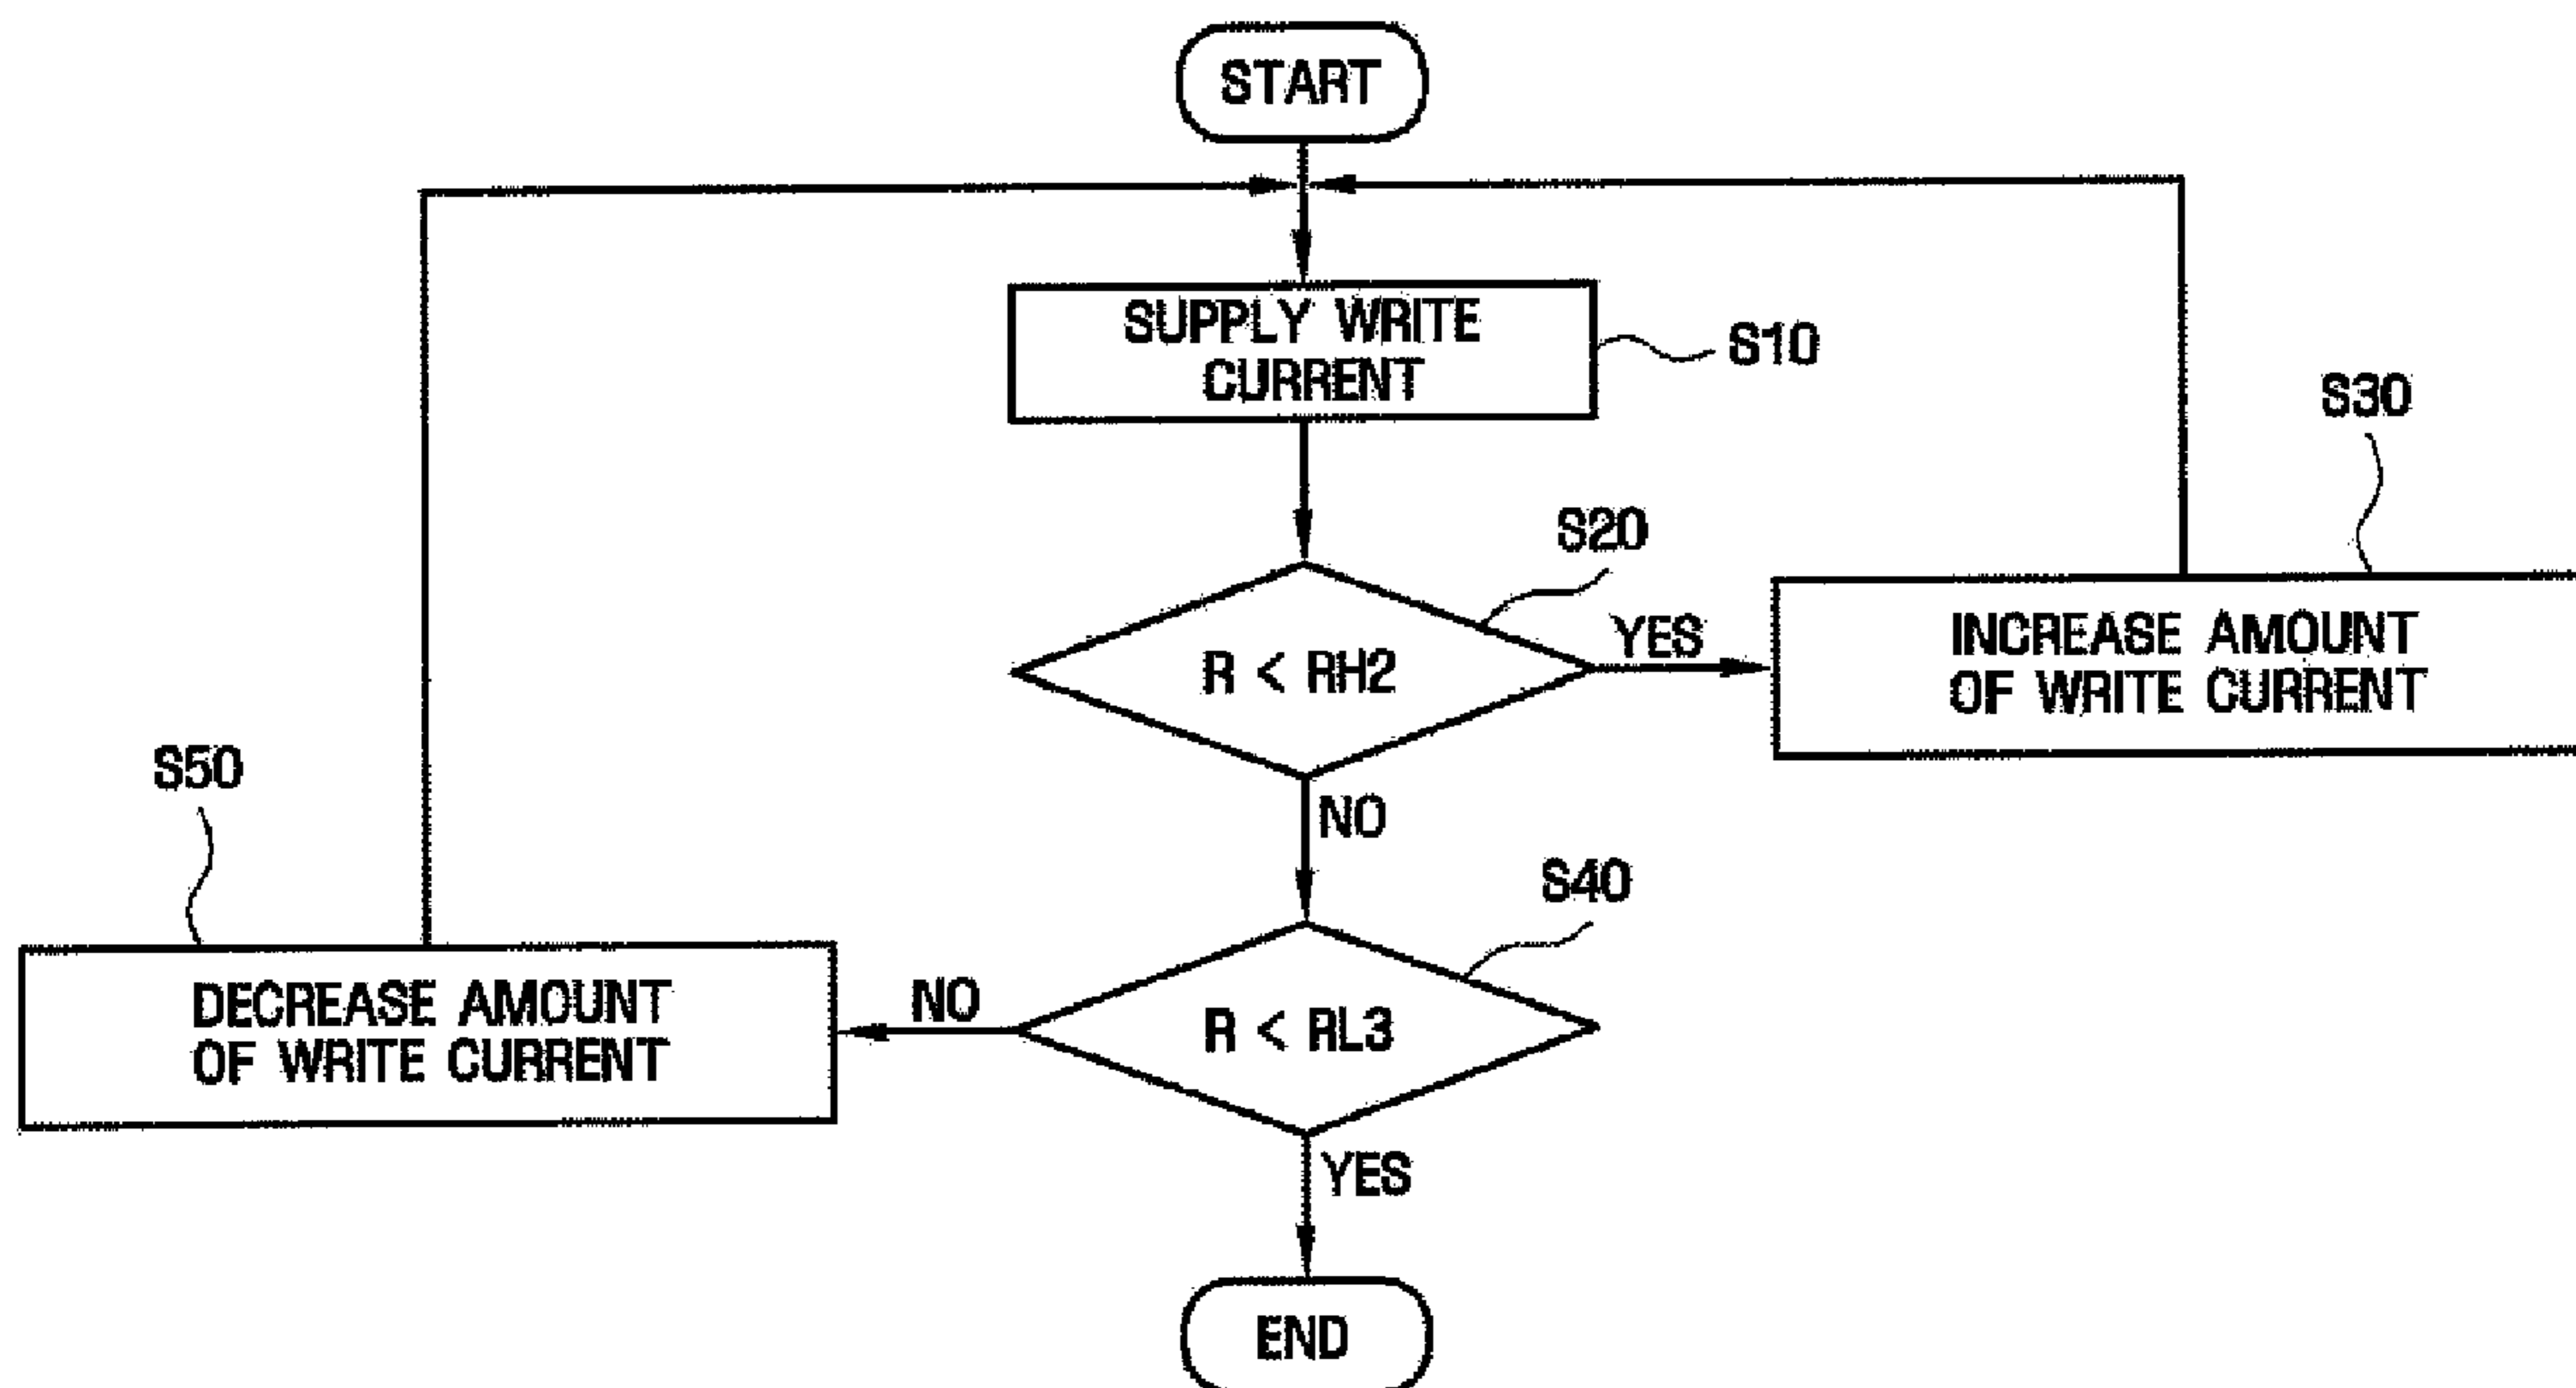 START
SUPPLY WRITE
CURRENT
S10
S30
S20
R < RH2
YES
INCREASE AMOUNT
OF WRITE CURRENT
NO
S50
S40
R < RL3
NO
DECREASE AMOUNT
OF WRITE CURRENT
YES
END